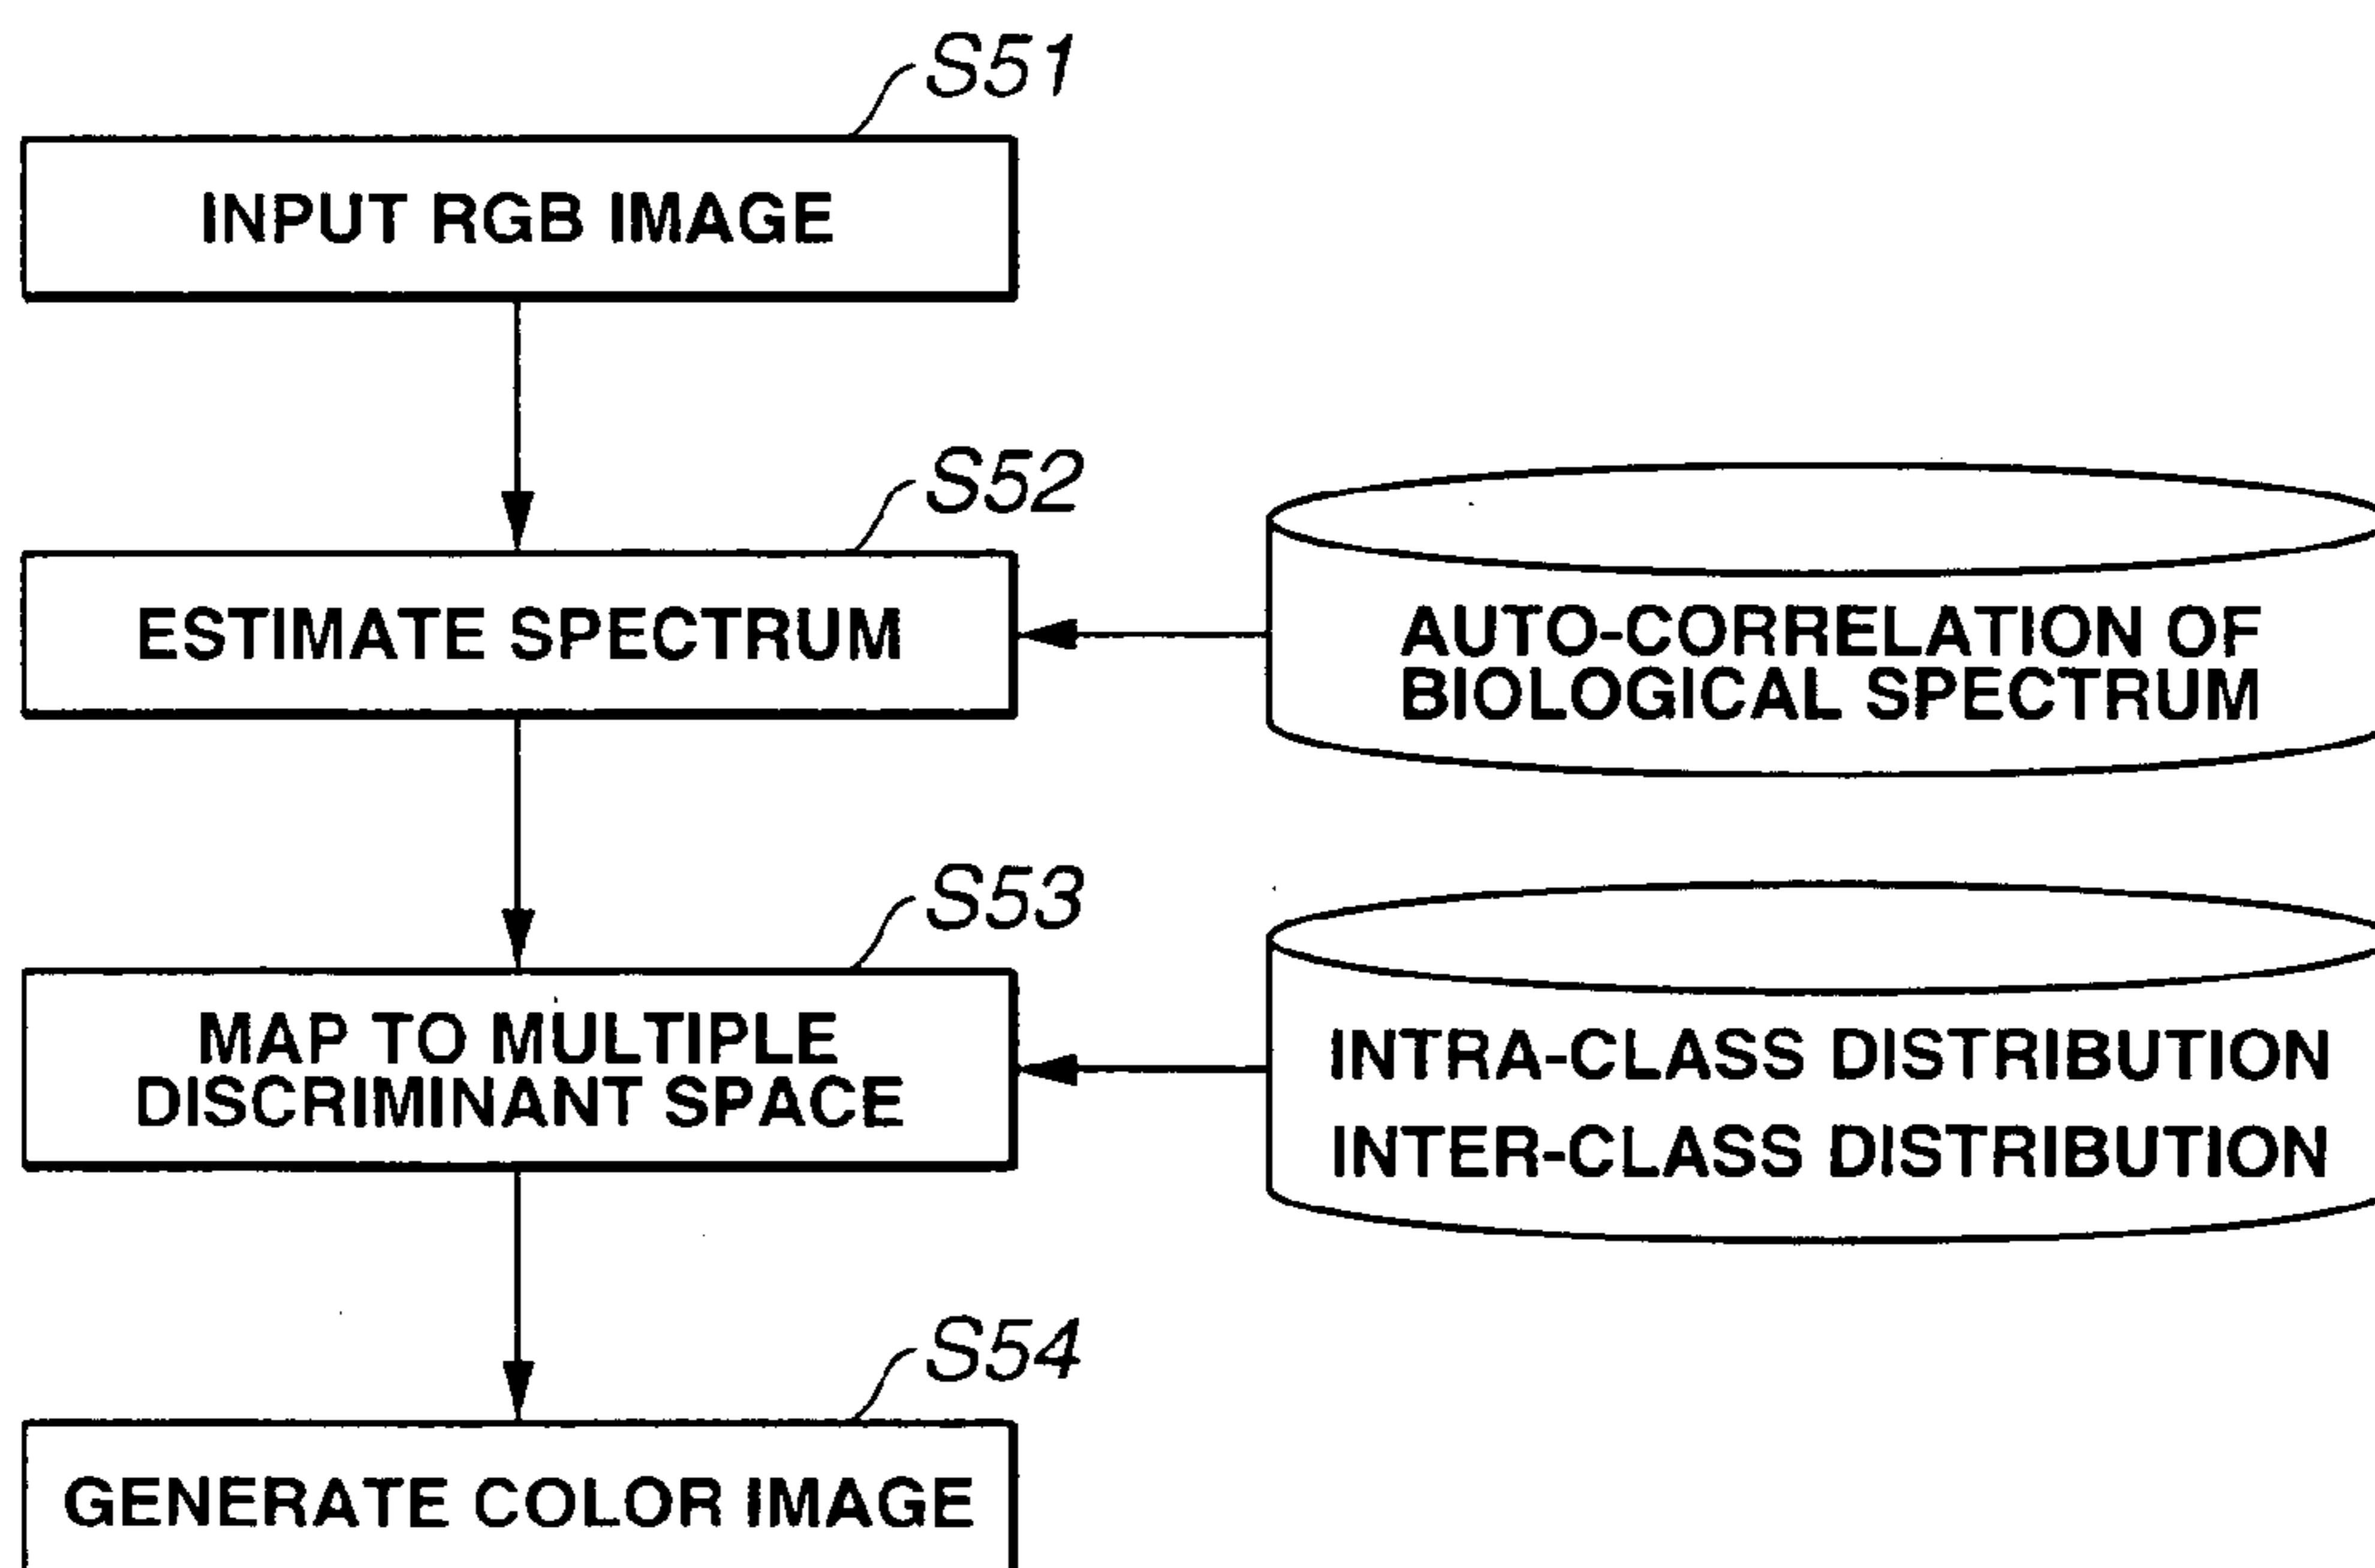 S51
INPUT RGB IMAGE
S52
ESTIMATE SPECTRUM
AUTO-CORRELATION OF
BIOLOGICAL SPECTRUM
S53
MAP TO MULTIPLE
DISCRIMINANT SPACE
INTRA-CLASS DISTRIBUTION
INTER-CLASS DISTRIBUTION
S54
GENERATE COLOR IMAGE